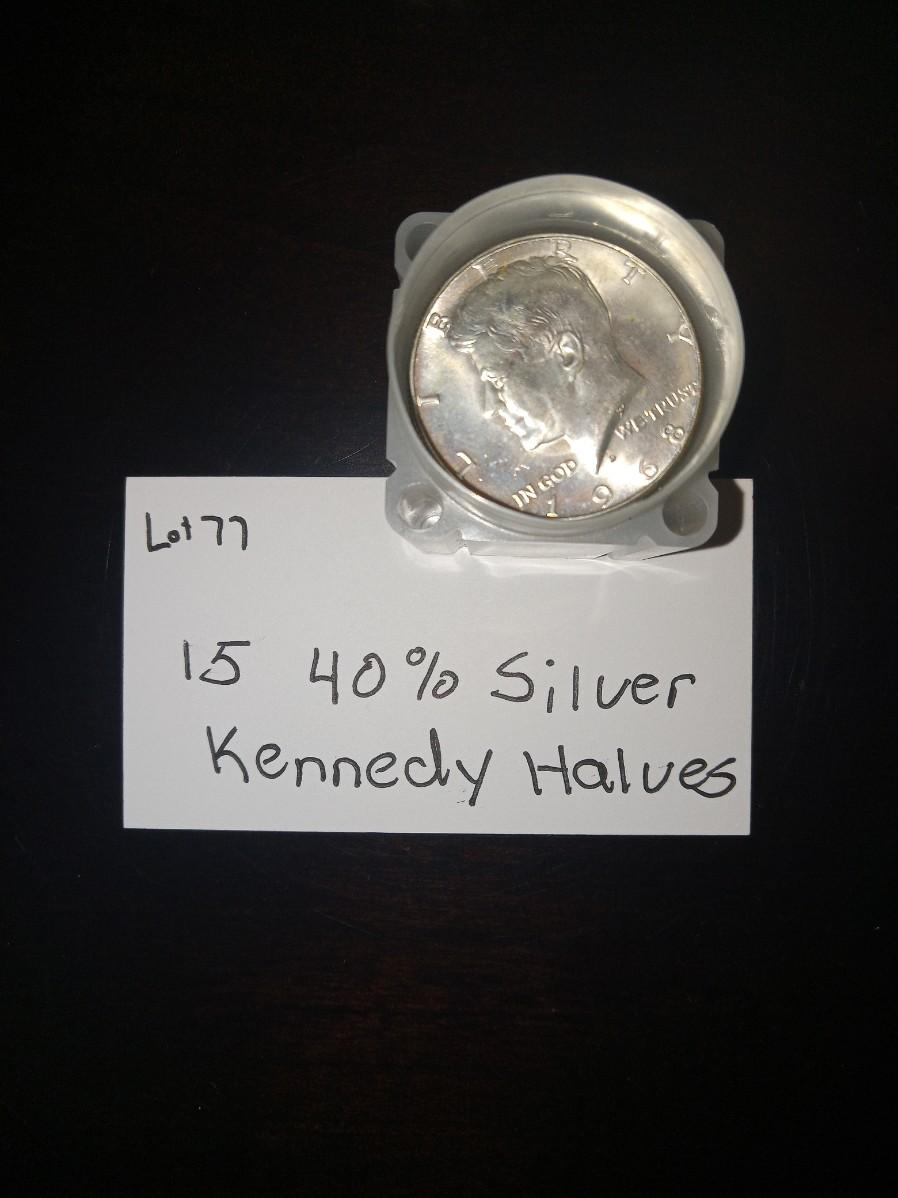 LIBERTY
IN GOD WE TRUST
1968
Lot 77
15 40% Silver
Kennedy Halves